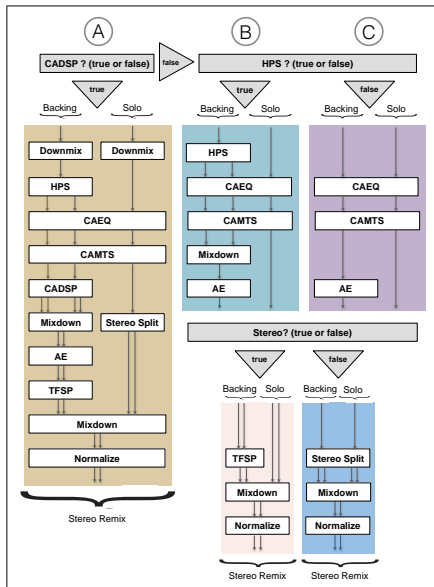 A
B
C
CADSP ? (true or false)
false
HPS ? (true or false)
true
true
false
Backing
Solo
Backing
Solo
Backing
Solo
Downmix
Downmix
HPS
HPS
CAEQ
CAEQ
CAEQ
CAMTS
CAMTS
CAMTS
CADSP
Mixdown
AE
AE
Mixdown
Stereo Split
AE
TFSP
Mixdown
Normalize
Stereo Remix
Stereo? (true or false)
true
false
Backing
Solo
Backing
Solo
TFSP
Stereo Split
Mixdown
Mixdown
Normalize
Normalize
Stereo Remix
Stereo Remix